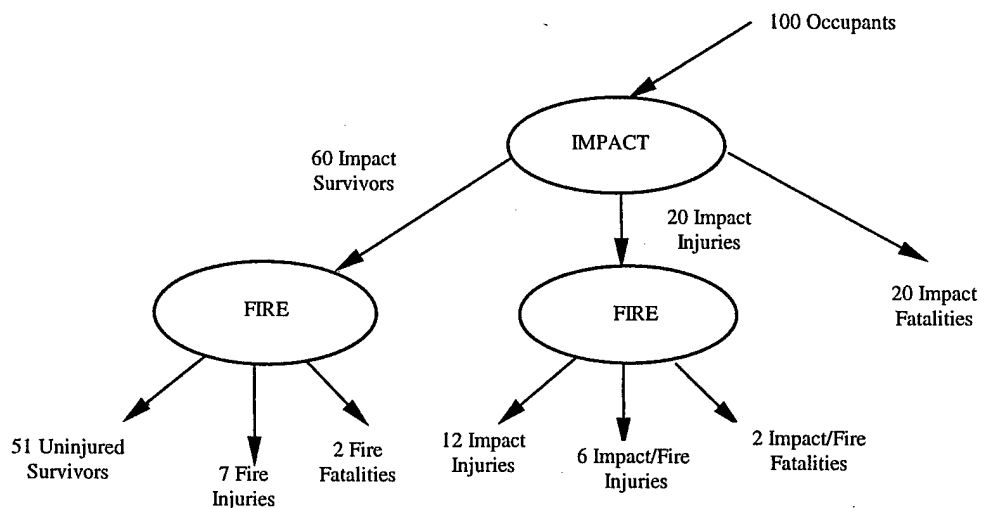 100 Occupants
IMPACT
60 Impact
Survivors
20 Impact
Injuries
20 Impact
Fatalities
FIRE
FIRE
51 Uninjured
Survivors
7 Fire
Injuries
2 Fire
Fatalities
12 Impact
Injuries
6 Impact/Fire
Injuries
2 Impact/Fire
Fatalities